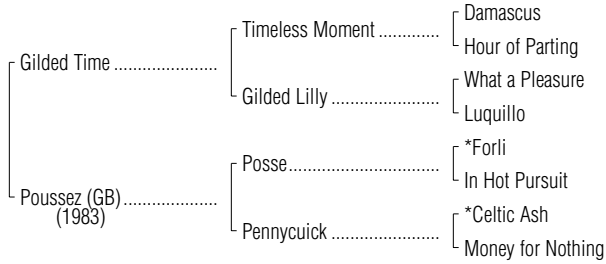 Damascus
Timeless Moment .............
Hour of Parting
Gilded Time ......................
What a Pleasure
Gilded Lilly .......................
Luquillo
*Forli
Posse................................
In Hot Pursuit
Poussez (GB)....................
(1983)
*Celtic Ash
Pennycuick .......................
Money for Nothing